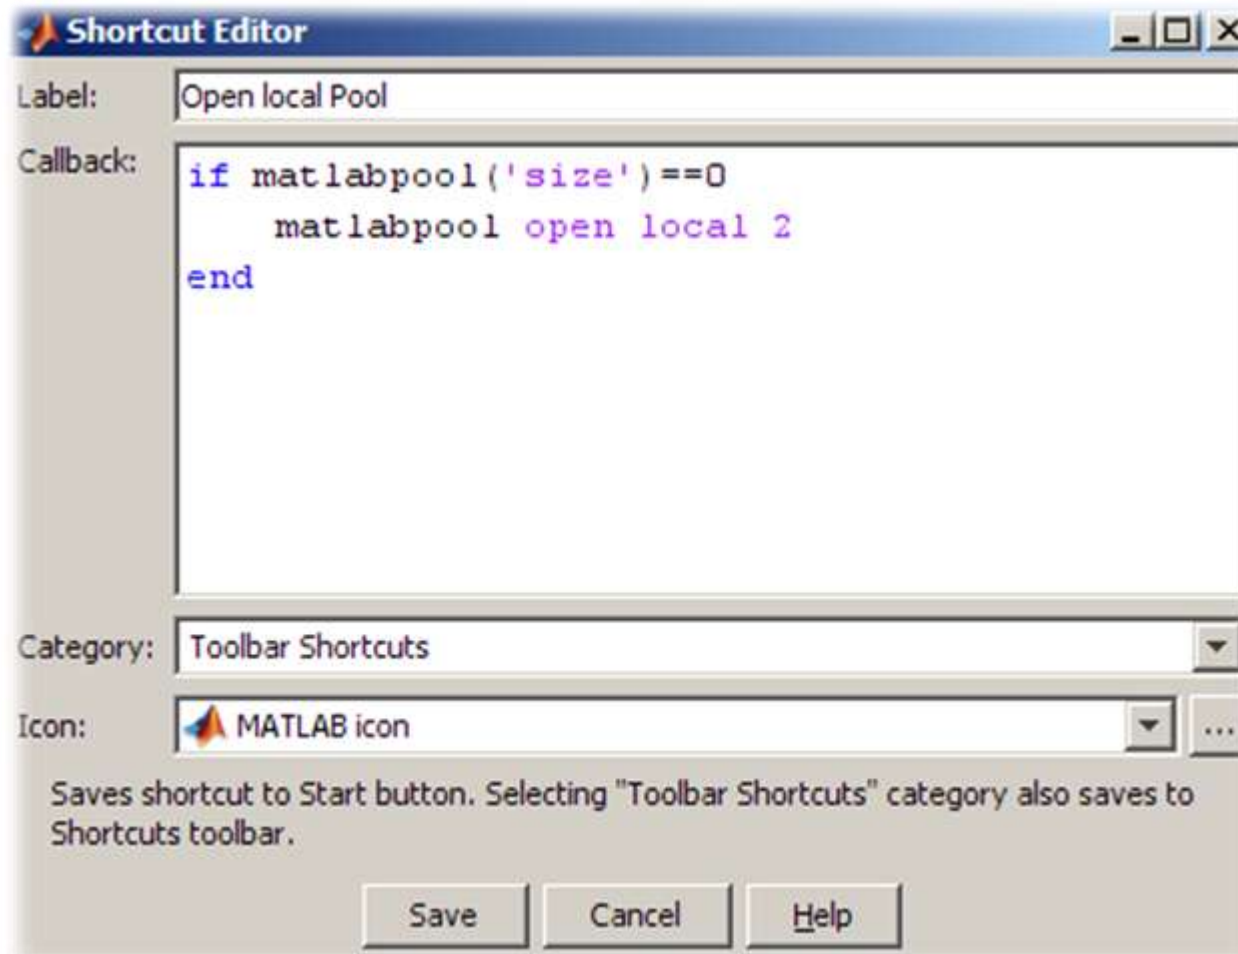 Shortcut Editor
Label: Open local Pool
Callback: if matlabpool('size')==0
matlabpool open local 2
end
Category: Toolbar Shortcuts
Icon: MATLAB icon ...
Saves shortcut to Start button. Selecting "Toolbar Shortcuts" category also saves to
Shortcuts toolbar.
Save Cancel Help